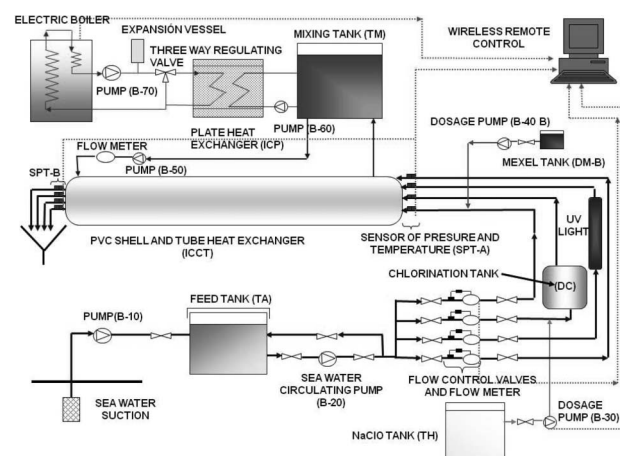 ELECTRIC BOILER
EXPANSIÓN VESSEL
THREE WAY REGULATING
VALVE
MIXING TANK (TM)
WIRELESS REMOTE
CONTROL
PUMP (B-70)
PUMP (B-60)
PLATE HEAT
EXCHANGER (ICP)
DOSAGE PUMP (B-40 B)
MEXEL TANK (DM-B)
FLOW METER
PUMP (B-50)
SPT-B
PVC SHELL AND TUBE HEAT EXCHANGER
(ICCT)
SENSOR OF PRESURE AND
TEMPERATURE (SPT-A)
UV
LIGHT
CHLORINATION TANK
(DC)
FEED TANK (TA)
PUMP(B-10)
SEA WATER
SUCTION
SEA WATER
CIRCULATING PUMP
(B-20)
FLOW CONTROL VALVES
AND FLOW METER
NaClO TANK (TH)
DOSAGE
PUMP (B-30)